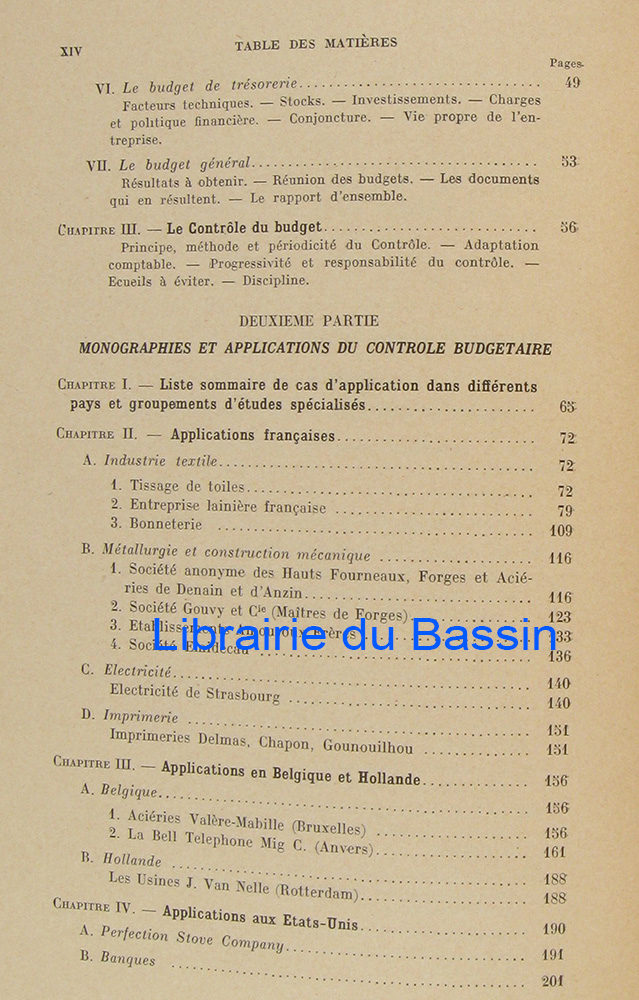 XIV TABLE DES MATIÈRES
Pages.
VI. Le budget de trésorerie................................ 49
Facteurs techniques. — Stocks. — Investissements. — Charges
et politique financière. — Conjoncture. — Vie propre de l'en-
treprise.
VII. Le budget général...................................... 53
Résultats à obtenir. — Réunion des budgets. — Les documents
qui en résultent. — Le rapport d'ensemble.
CHAPITRE III. — Le Contrôle du budget............................ 56
Principe, méthode et périodicité du Contrôle. — Adaptation
comptable. — Progressivité et responsabilité du contrôle. —
Ecueils à éviter. — Discipline.
DEUXIEME PARTIE
MONOGRAPHIES ET APPLICATIONS DU CONTROLE BUDGETAIRE
CHAPITRE I. — Liste sommaire de cas d'application dans différents
pays et groupements d'études spécialisés...................... 65
CHAPITRE II. — Applications françaises........................... 72
A. Industrie textile.......................................... 72
1. Tissage de toiles...................................... 72
2. Entreprise lainière française .......................... 79
3. Bonneterie .......................................... 109
B. Métallurgie et construction mécanique .................... 116
1. Société anonyme des Hauts Fourneaux, Forges et Acié-
ries de Denain et d'Anzin.............................. 116
2. Société Gouvy et Cie (Maîtres de Forges)................ 123
3. Frères 133
4. 136
Librairie du Bassin
C. Electricité................................................ 140
Electricité de Strasbourg ................................ 140
D. Imprimerie .............................................. 151
Imprimeries Delmas, Chapon, Gounouilhou .............. 151
CHAPITRE III. — Applications en Belgique et Hollande.............. 156
A. Belgique.................................................. 156
1. Aciéries Valère-Mabille (Bruxelles) .................... 156
2. La Bell Telephone Mig C. (Anvers)...................... 161
B. Hollande ................................................ 188
Les Usines J. Van Nelle (Rotterdam)...................... 188
CHAPITRE IV. — Applications aux Etats-Unis........................ 190
A. Perfection Stove Company.................................. 191
B. Banques .................................................. 201